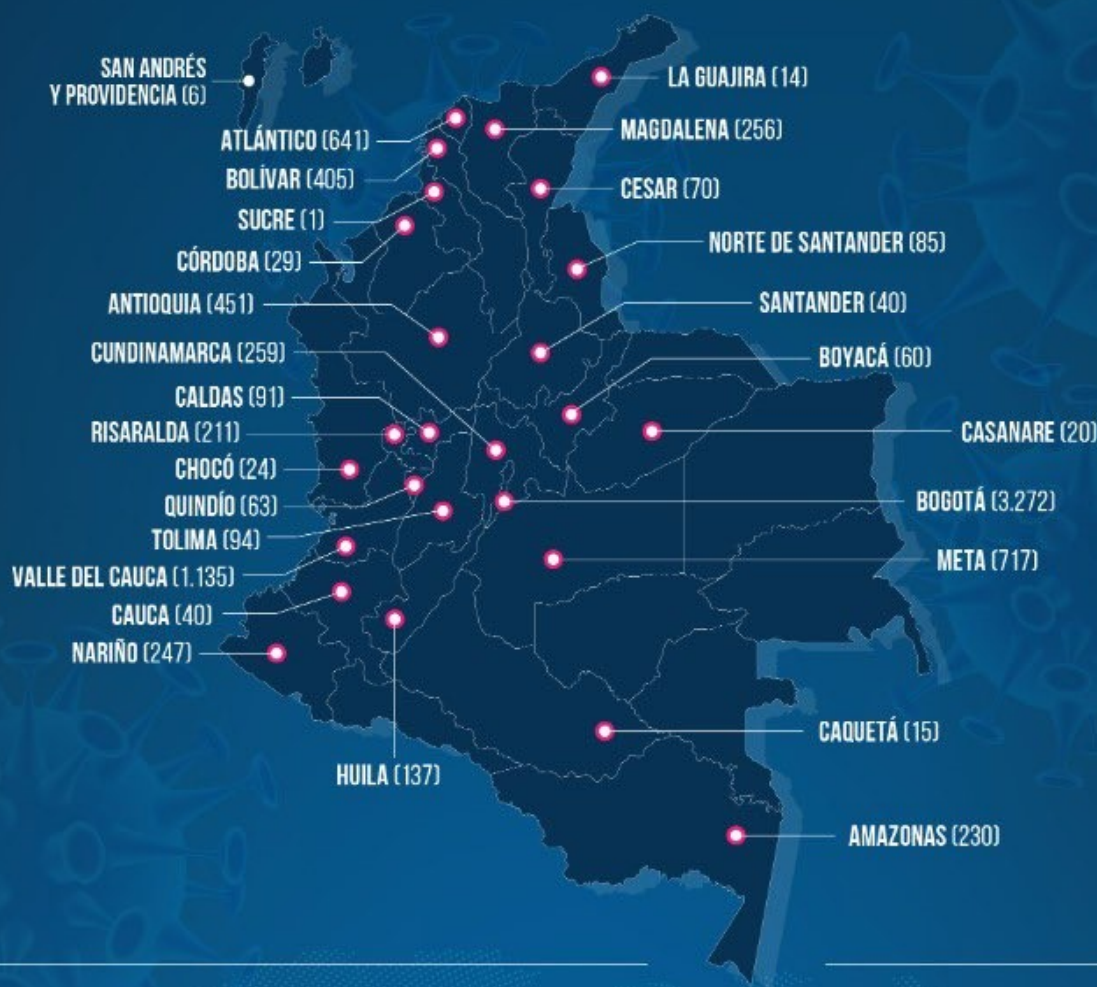 SAN ANDRÉS
Y PROVIDENCIA (6)
ATLÁNTICO (641)
BOLÍVAR (405)
SUCRE (1)
CÓRDOBA (29)
ANTIOQUIA (451)
CUNDINAMARCA (259)
CALDAS (91)
RISARALDA (211)
CHOCÓ (24)
QUINDÍO (63)
TOLIMA (94)
VALLE DEL CAUCA (1.135)
CAUCA (40)
NARIÑO (247)
HUILA (137)
LA GUAJIRA (14)
MAGDALENA (256)
CESAR (70)
NORTE DE SANTANDER (85)
SANTANDER (40)
BOYACÁ (60)
CASANARE (20)
BOGOTÁ (3.272)
META (717)
CAQUETÁ (15)
AMAZONAS (230)